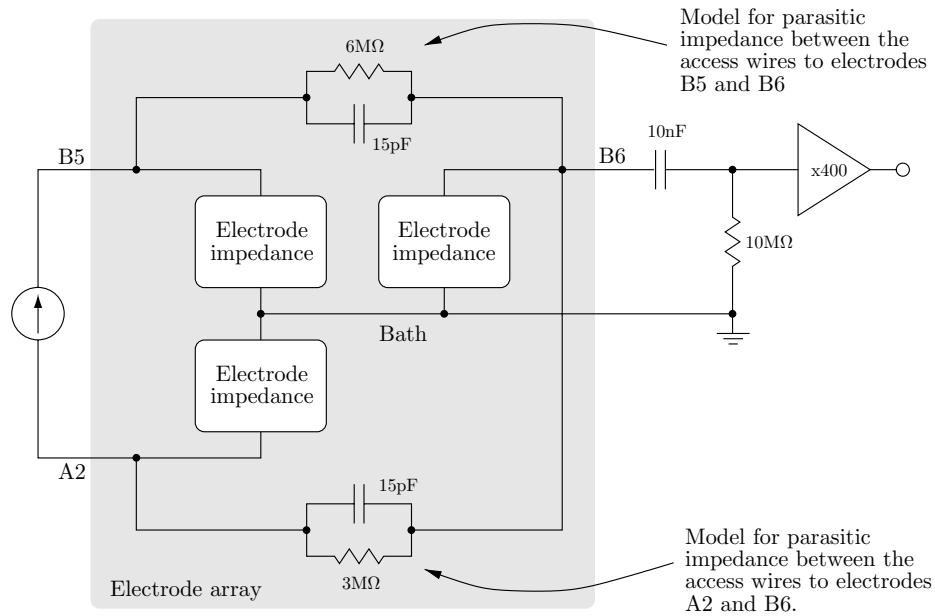 Model for parasitic
impedance between the
access wires to electrodes
B5 and B6
6MΩ
15pF
B5
B6
10nF
x400
Electrode
impedance
Electrode
impedance
10MΩ
Bath
Electrode
impedance
A2
15pF
3MΩ
Electrode array
Model for parasitic
impedance between the
access wires to electrodes
A2 and B6.